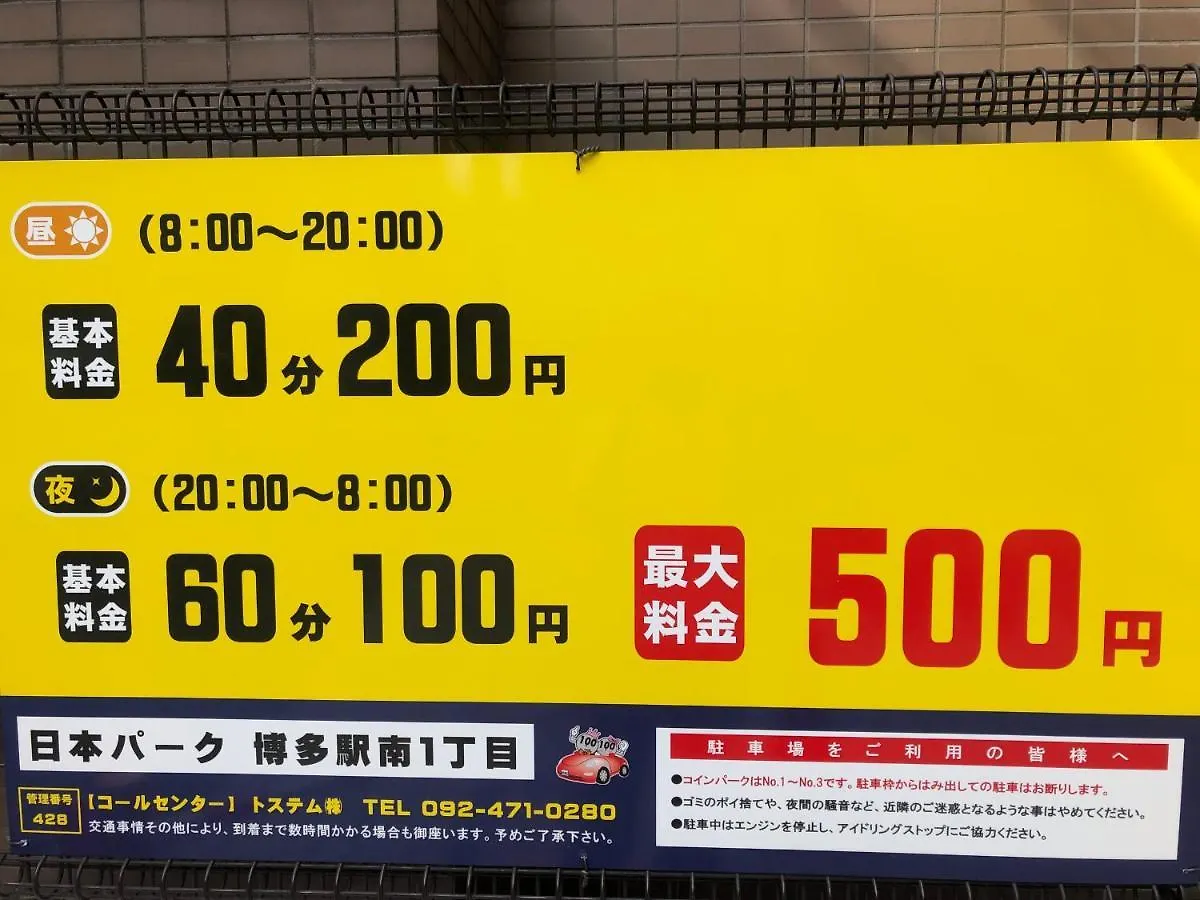 昼 (8:00～20:00)
基本料金 40分 200円
夜 (20:00～8:00)
基本料金 60分 100円 最大料金 500円
日本パーク 博多駅南1丁目
100 100
管理番号 428
【コールセンター】 トステム㈱ TEL 092-471-0280
交通事情その他により、到着まで数時間かかる場合も御座います。予めご了承下さい。
駐車場をご利用の皆様へ
●コインパークはNo.1～No.3です。駐車枠からはみ出しての駐車はお断りします。
●ゴミのポイ捨てや、夜間の騒音など、近隣のご迷惑となるような事はやめてください。
●駐車中はエンジンを停止し、アイドリングストップにご協力ください。